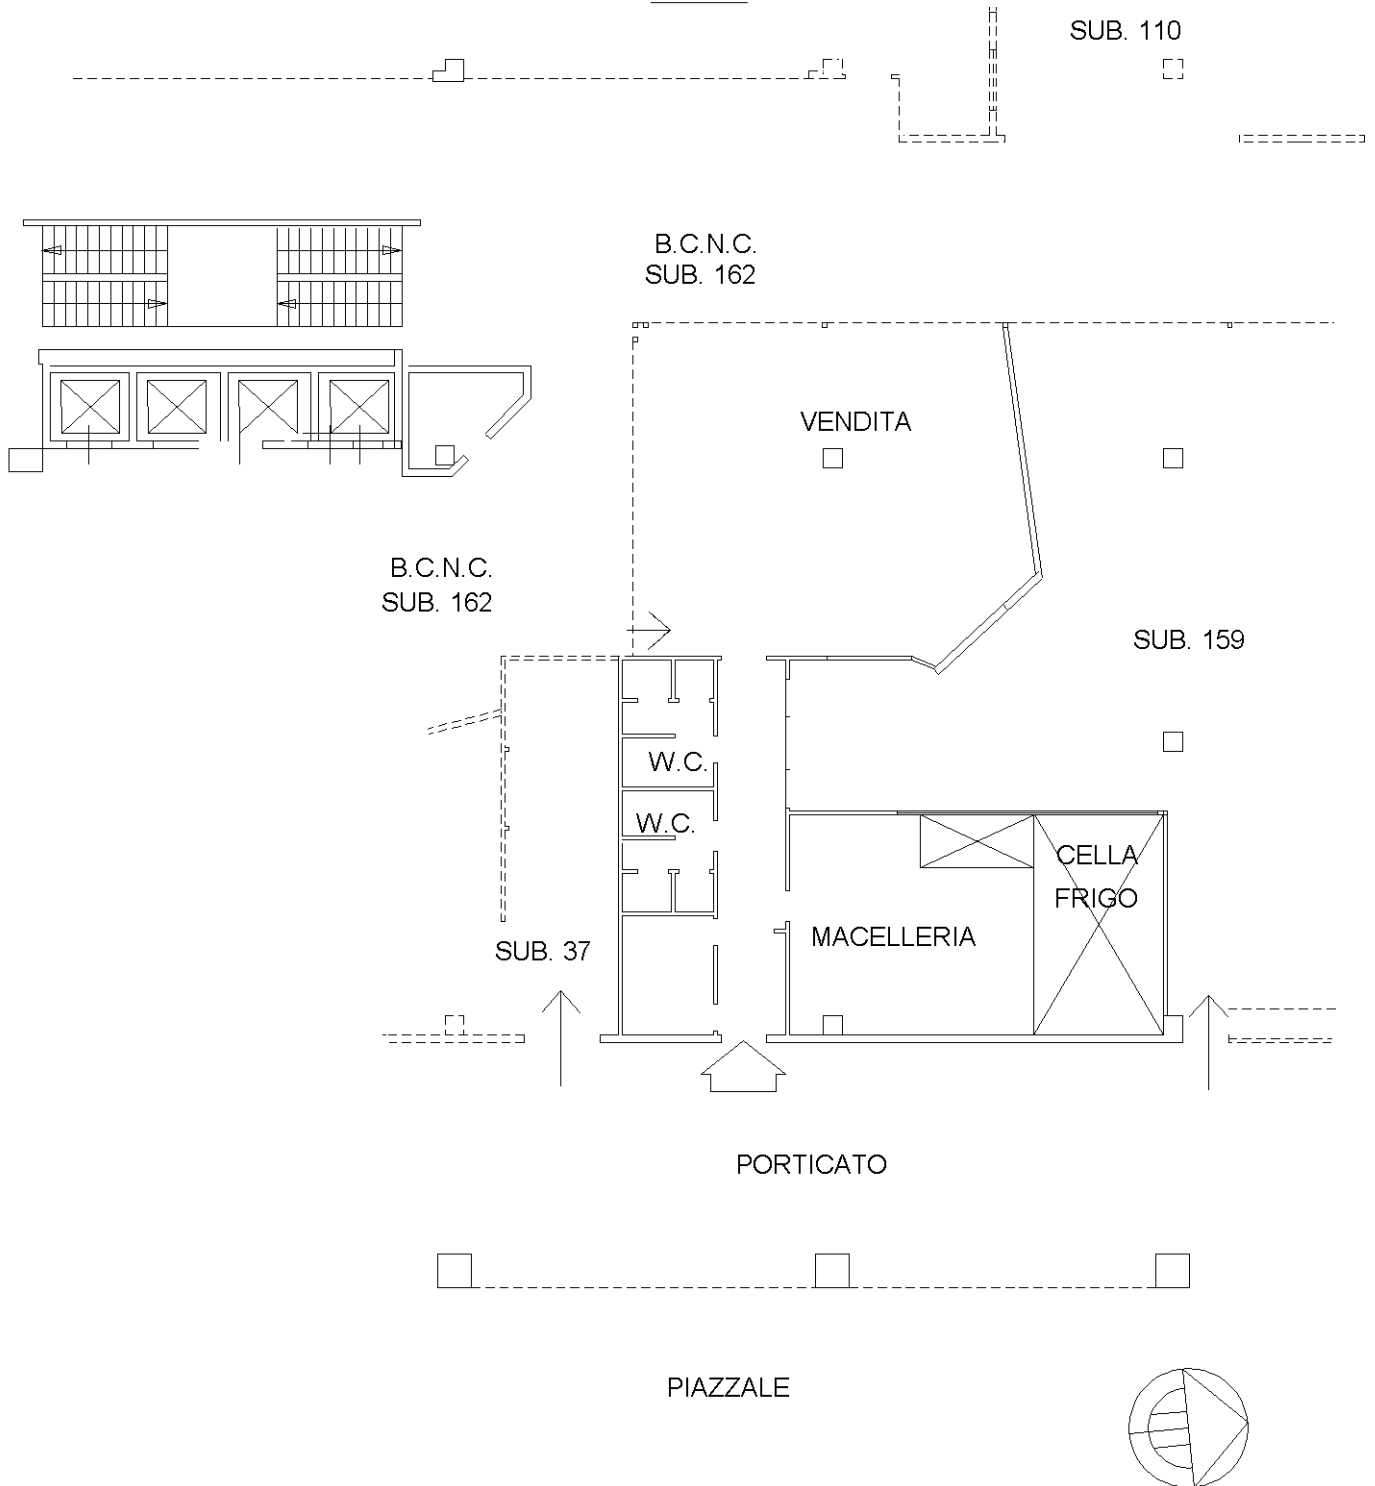 SUB. 110
B.C.N.C.
SUB. 162
VENDITA
B.C.N.C.
SUB. 162
SUB. 159
W.C.
W.C.
CELLA
FRIGO
MACELLERIA
SUB. 37
PORTICATO
PIAZZALE